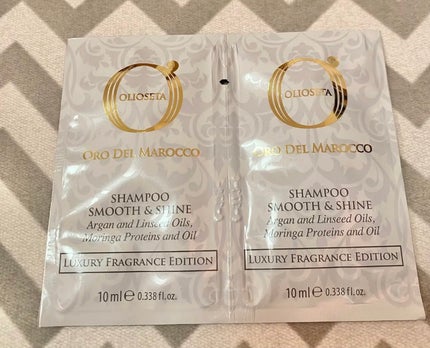 OLIOSETA
ORO DEL MAROCCO
SHAMPOO
SMOOTH & SHINE
Argan and Linseed Oils,
Moringa Proteins and Oil
LUXURY FRAGRANCE EDITION
10 ml ℮ 0.338 fl. oz.
OLIOSETA
ORO DEL MAROCCO
SHAMPOO
SMOOTH & SHINE
Argan and Linseed Oils,
Moringa Proteins and Oil
LUXURY FRAGRANCE EDITION
10 ml ℮ 0.338 fl. oz.